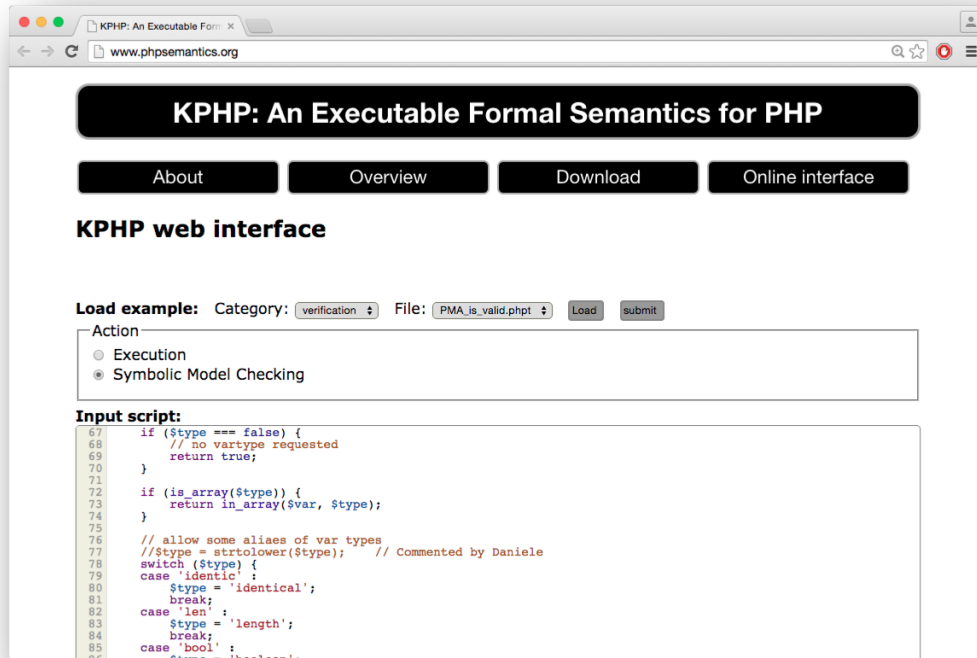 KPHP: An Executable Form
www.phpsemantics.org
KPHP: An Executable Formal Semantics for PHP
About Overview Download Online interface
KPHP web interface
Load example: Category: verification File: PMA_is_valid.phpt Load submit
Action
Execution
Symbolic Model Checking
Input script:
67 if ($type === false) {
68 // no vartype requested
69 return true;
70 }
71
72 if (is_array($type)) {
73 return in_array($var, $type);
74 }
75
76 // allow some aliaes of var types
77 //$type = strtolower($type); // Commented by Daniele
78 switch ($type) {
79 case 'identic' :
80 $type = 'identical';
81 break;
82 case 'len' :
83 $type = 'length';
84 break;
85 case 'bool' :